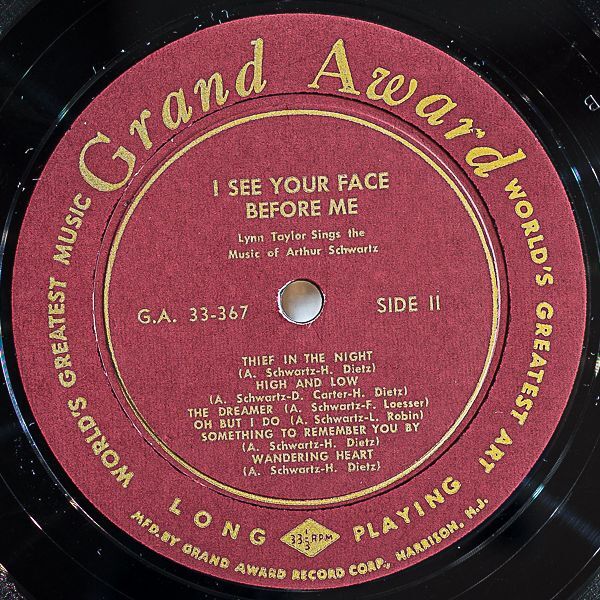 Grand Award
WORLD'S GREATEST MUSIC
WORLD'S GREATEST ART
I SEE YOUR FACE
BEFORE ME
Lynn Taylor Sings the
Music of Arthur Schwartz
G.A. 33-367
SIDE II
THIEF IN THE NIGHT
(A. Schwartz-H. Dietz)
HIGH AND LOW
(A. Schwartz-D. Carter-H. Dietz)
THE DREAMER (A. Schwartz-F. Loesser)
OH BUT I DO (A. Schwartz-L. Robin)
SOMETHING TO REMEMBER YOU BY
(A. Schwartz-H. Dietz)
WANDERING HEART
(A. Schwartz-H. Dietz)
LONG PLAYING
33 1/3 RPM
MFD. BY GRAND AWARD RECORD CORP., HARRISON, N.J.
B